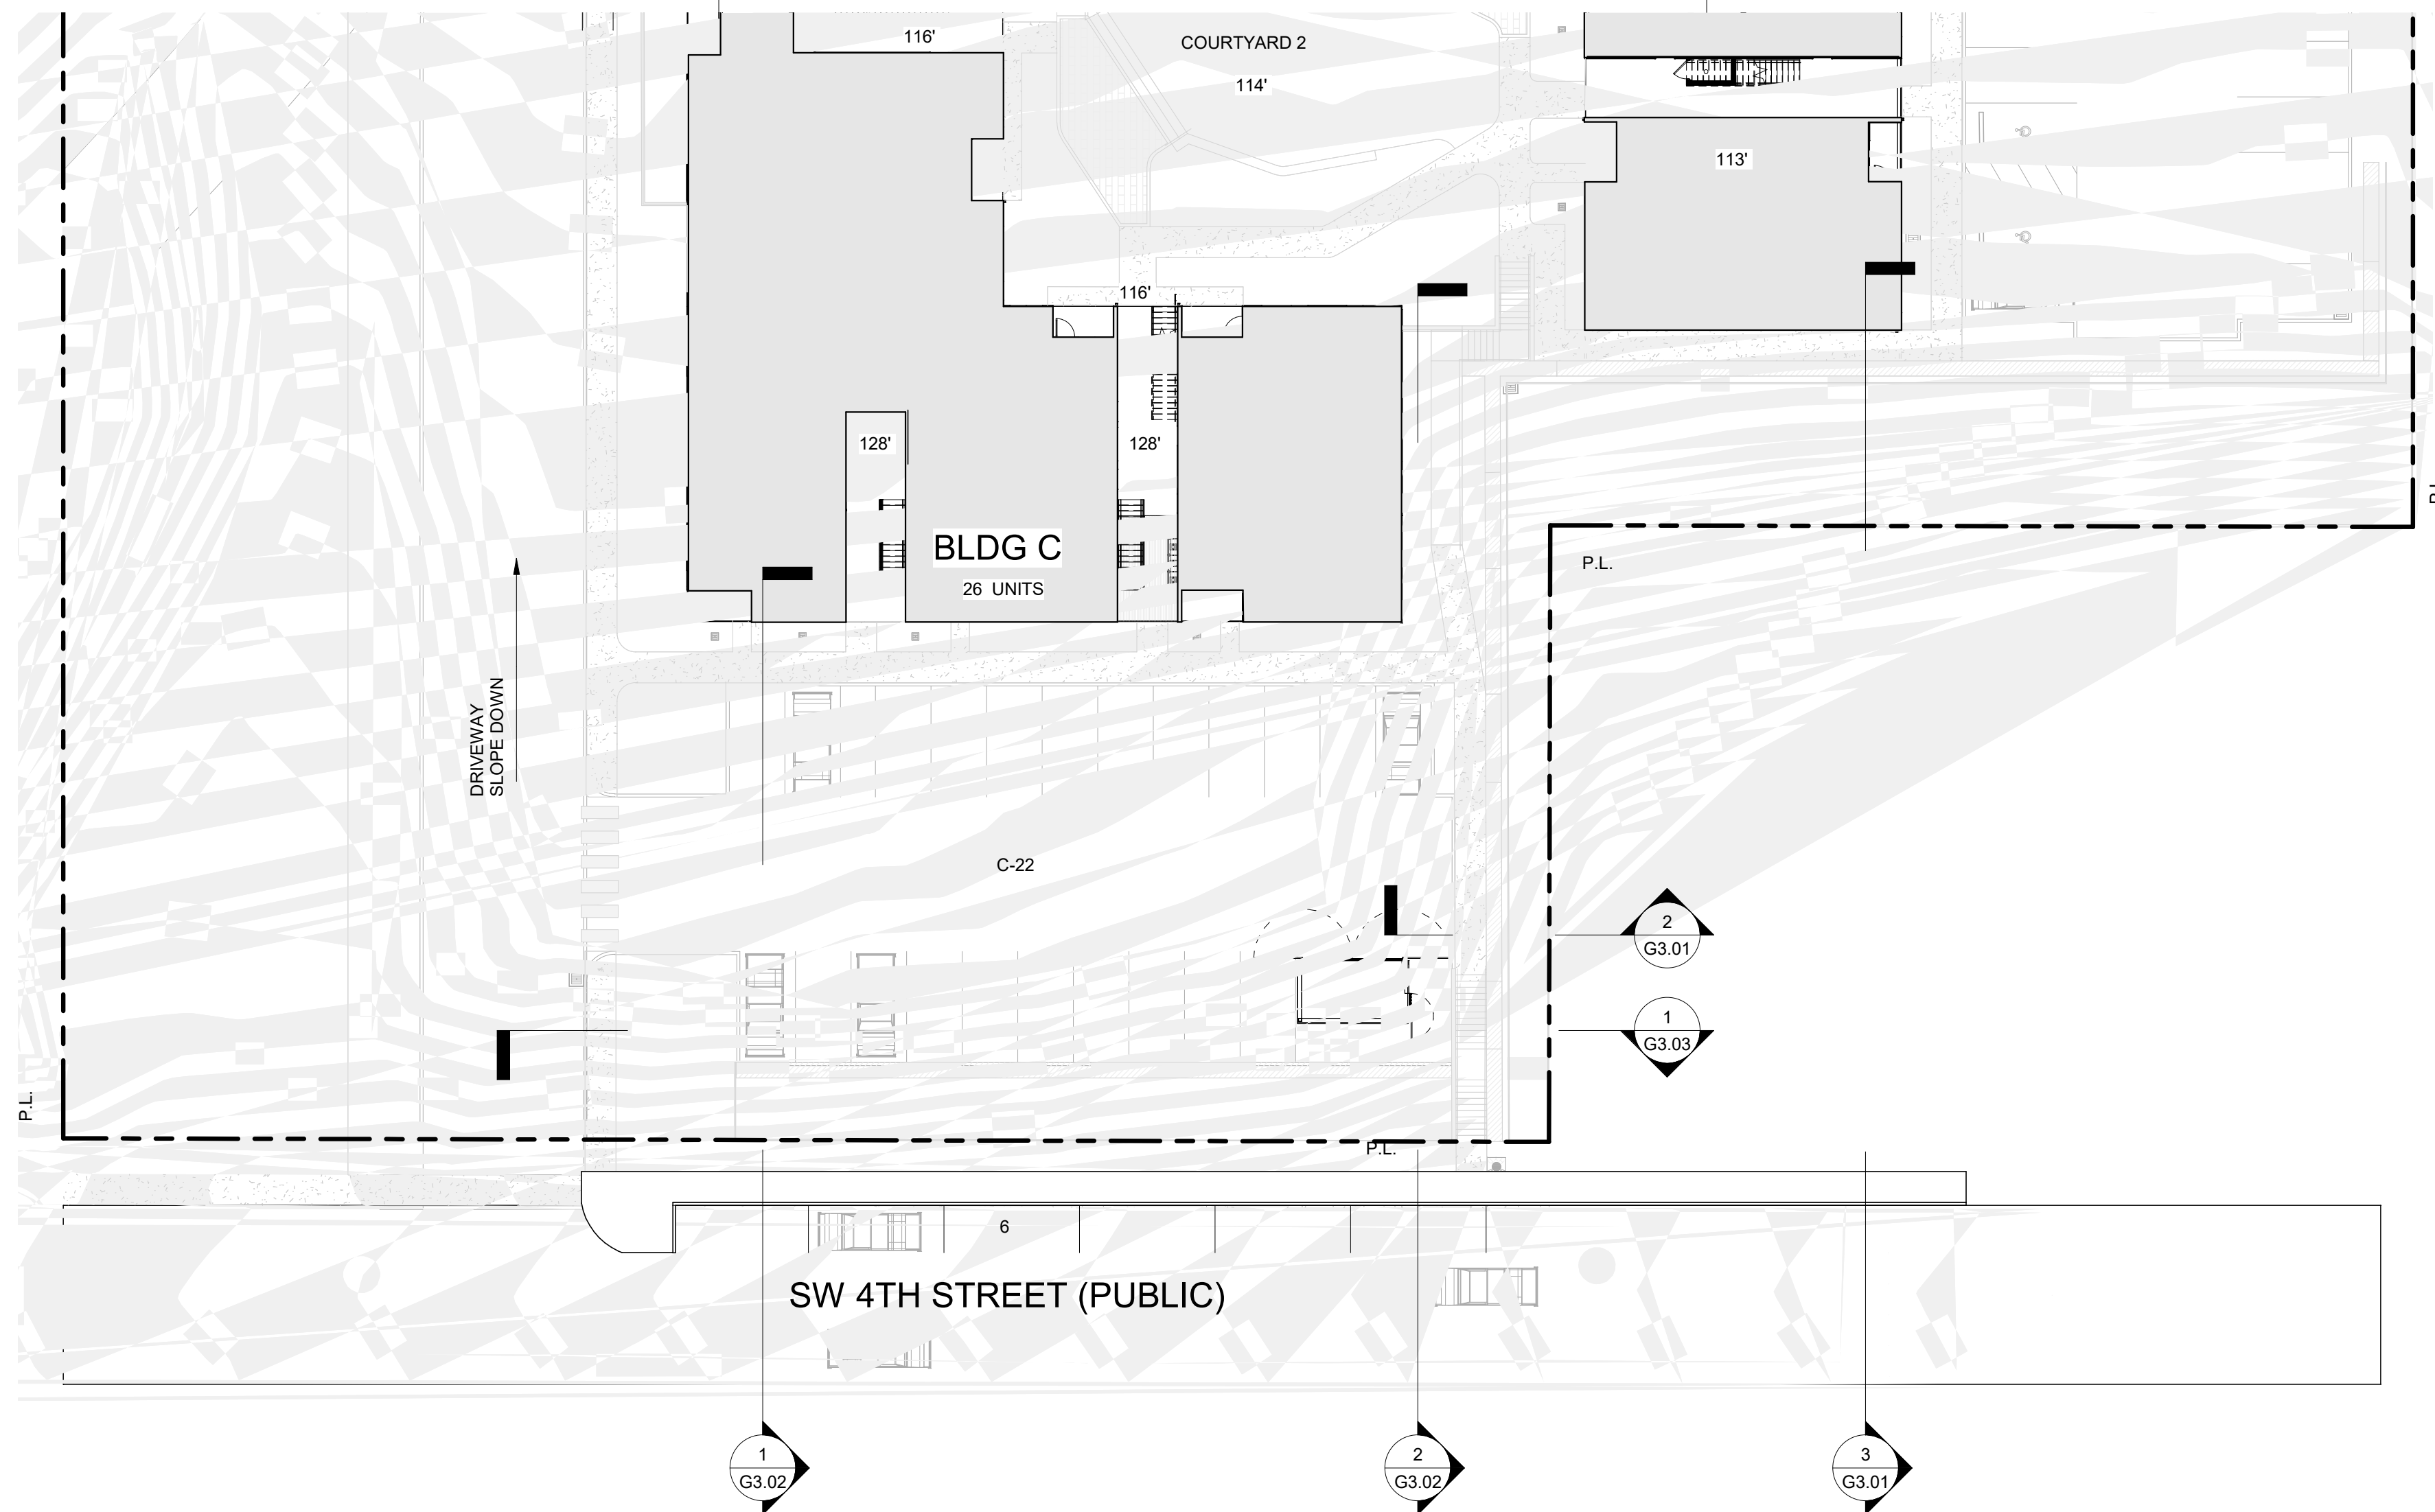 116'
COURTYARD 2
114'
113'
116'
128'
128'
BLDG C
26 UNITS
P.L.
DRIVEWAY
SLOPE DOWN
C-22
2
G3.01
1
G3.03
P.L.
P.L.
6
SW 4TH STREET (PUBLIC)
1
G3.02
2
G3.02
3
G3.01